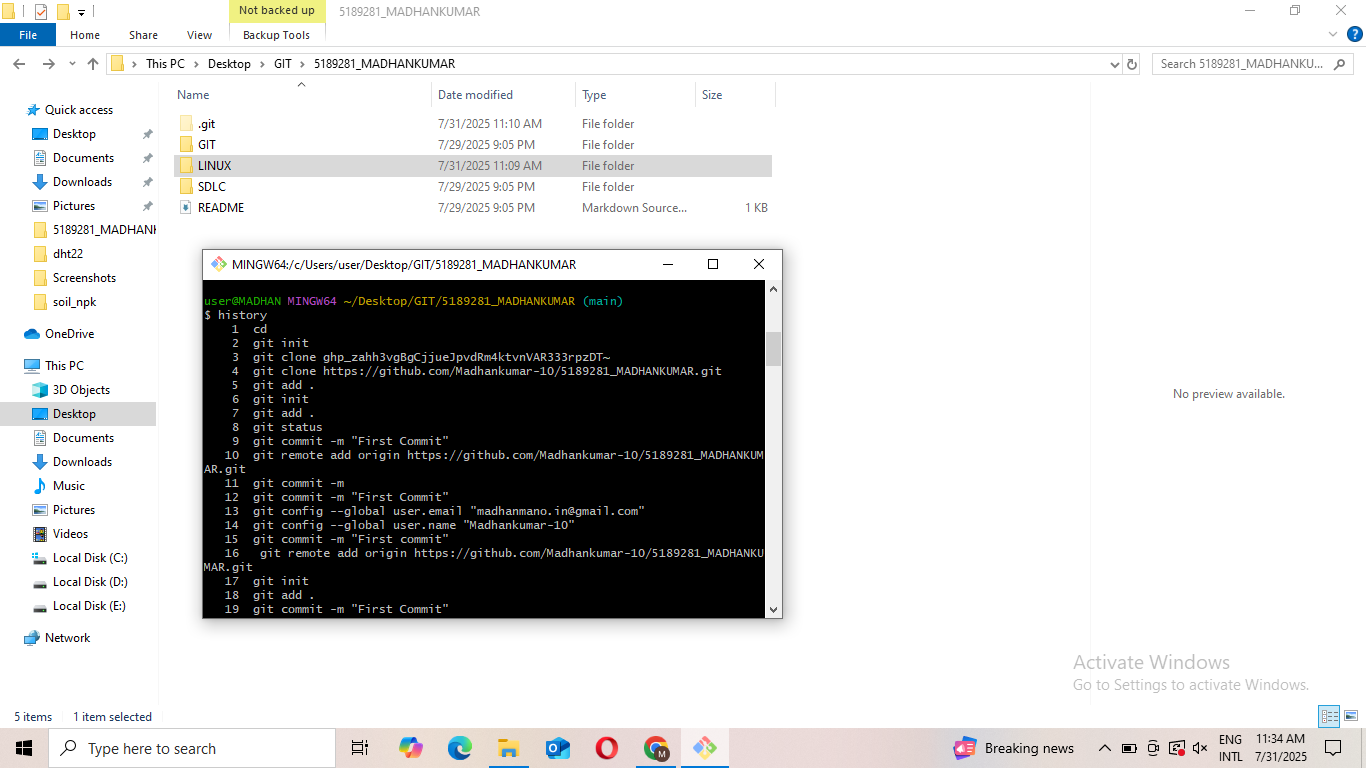 Not backed up
5189281_MADHANKUMAR
File
Home
Share
View
Backup Tools
This PC
Desktop
GIT
5189281_MADHANKUMAR
Search 5189281_MADHANKU...
Quick access
Desktop
Documents
Downloads
Pictures
5189281_MADHANK
dht22
Screenshots
soil_npk
OneDrive
This PC
3D Objects
Desktop
Documents
Downloads
Music
Pictures
Videos
Local Disk (C:)
Local Disk (D:)
Local Disk (E:)
Network
Name Date modified Type Size
.git 7/31/2025 11:10 AM File folder
GIT 7/29/2025 9:05 PM File folder
LINUX 7/31/2025 11:09 AM File folder
SDLC 7/29/2025 9:05 PM File folder
README 7/29/2025 9:05 PM Markdown Source... 1 KB
MINGW64:/c/Users/user/Desktop/GIT/5189281_MADHANKUMAR
user@MADHAN MINGW64 ~/Desktop/GIT/5189281_MADHANKUMAR (main)
$ history
1 cd
2 git init
3 git clone 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~
4 git clone https://github.com/Madhankumar-10/5189281_MADHANKUMAR.git
5 git add .
6 git init
7 git add .
8 git status
9 git commit -m "First Commit"
10 git remote add origin https://github.com/Madhankumar-10/5189281_MADHANKUM
AR.git
11 git commit -m
12 git commit -m "First Commit"
13 git config --global user.email "madhanmano.in@gmail.com"
14 git config --global user.name "Madhankumar-10"
15 git commit -m "First commit"
16 git remote add origin https://github.com/Madhankumar-10/5189281_MADHANKU
MAR.git
17 git init
18 git add .
19 git commit -m "First Commit"
No preview available.
Activate Windows
Go to Settings to activate Windows.
5 items
1 item selected
Type here to search
M
Breaking news
ENG
INTL
11:34 AM
7/31/2025